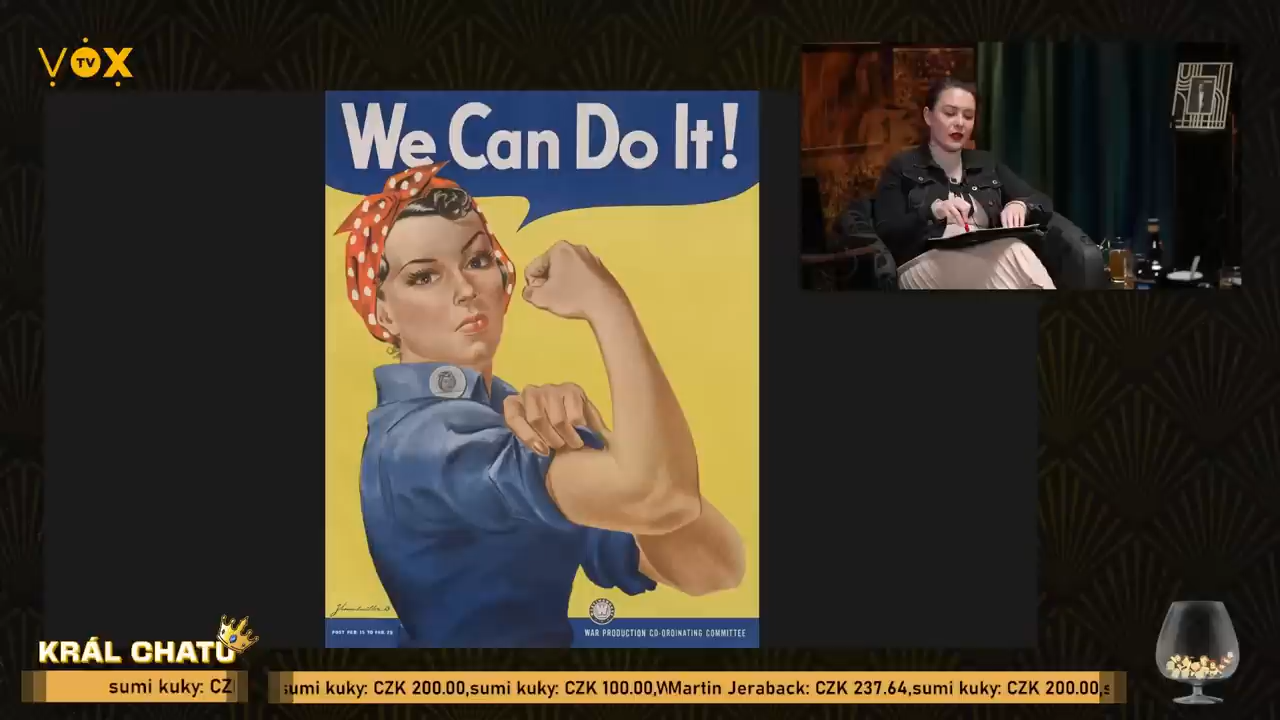 VOX
TV
We Can Do It!
POST FEB. 15 TO FEB. 28
WAR PRODUCTION CO-ORDINATING COMMITTEE
W
KRÁL CHATU
sumi kuky: CZ
sumi kuky: CZK 200.00,sumi kuky: CZK 100.00,WMartin Jeraback: CZK 237.64,sumi kuky: CZK 200.00,s